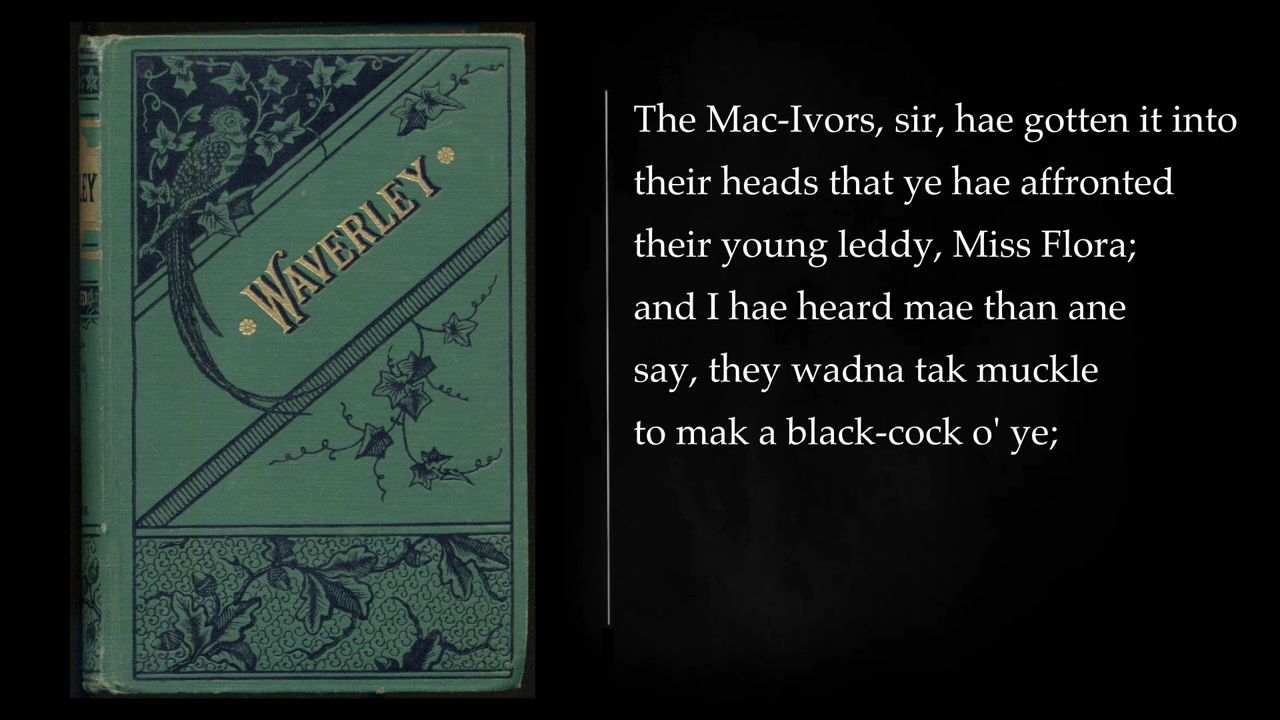 WAVERLEY
EY
The Mac-Ivors, sir, hae gotten it into
their heads that ye hae affronted
their young leddy, Miss Flora;
and I hae heard mae than ane
say, they wadna tak muckle
to mak a black-cock o' ye;